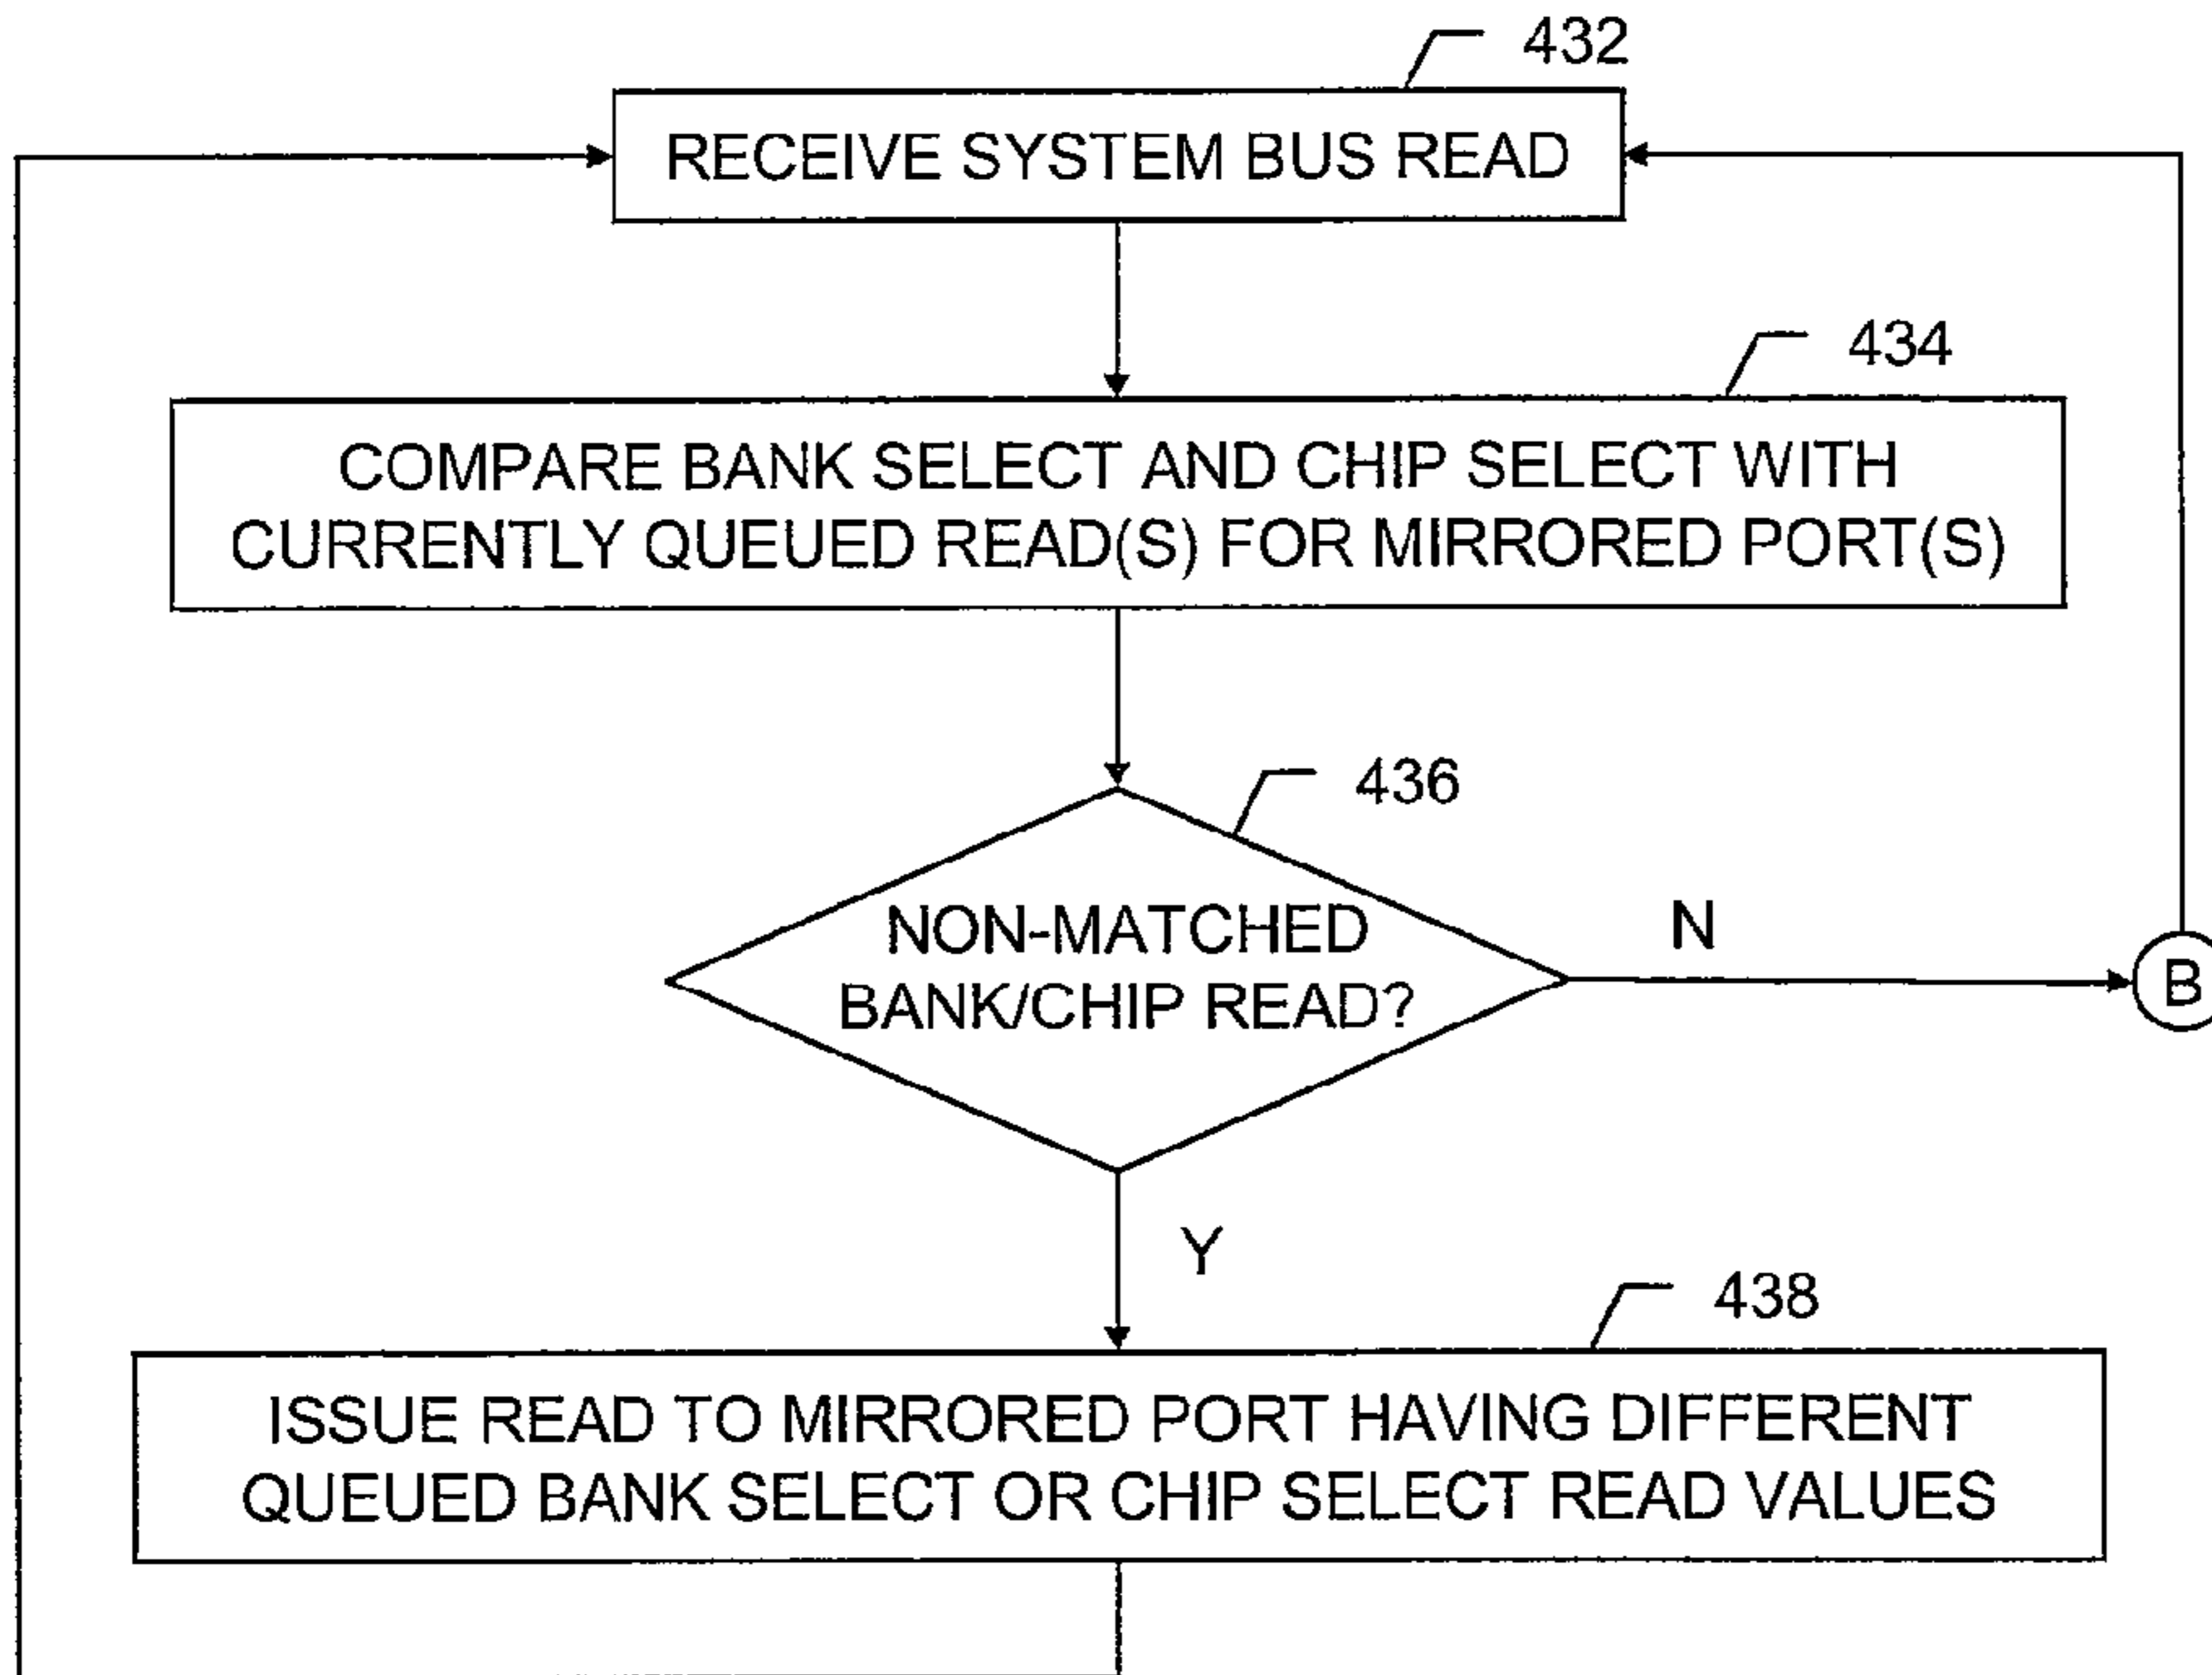 432
RECEIVE SYSTEM BUS READ
434
COMPARE BANK SELECT AND CHIP SELECT WITH
CURRENTLY QUEUED READ(S) FOR MIRRORED PORT(S)
436
NON-MATCHED
BANK/CHIP READ?
N
B
Y
438
ISSUE READ TO MIRRORED PORT HAVING DIFFERENT
QUEUED BANK SELECT OR CHIP SELECT READ VALUES